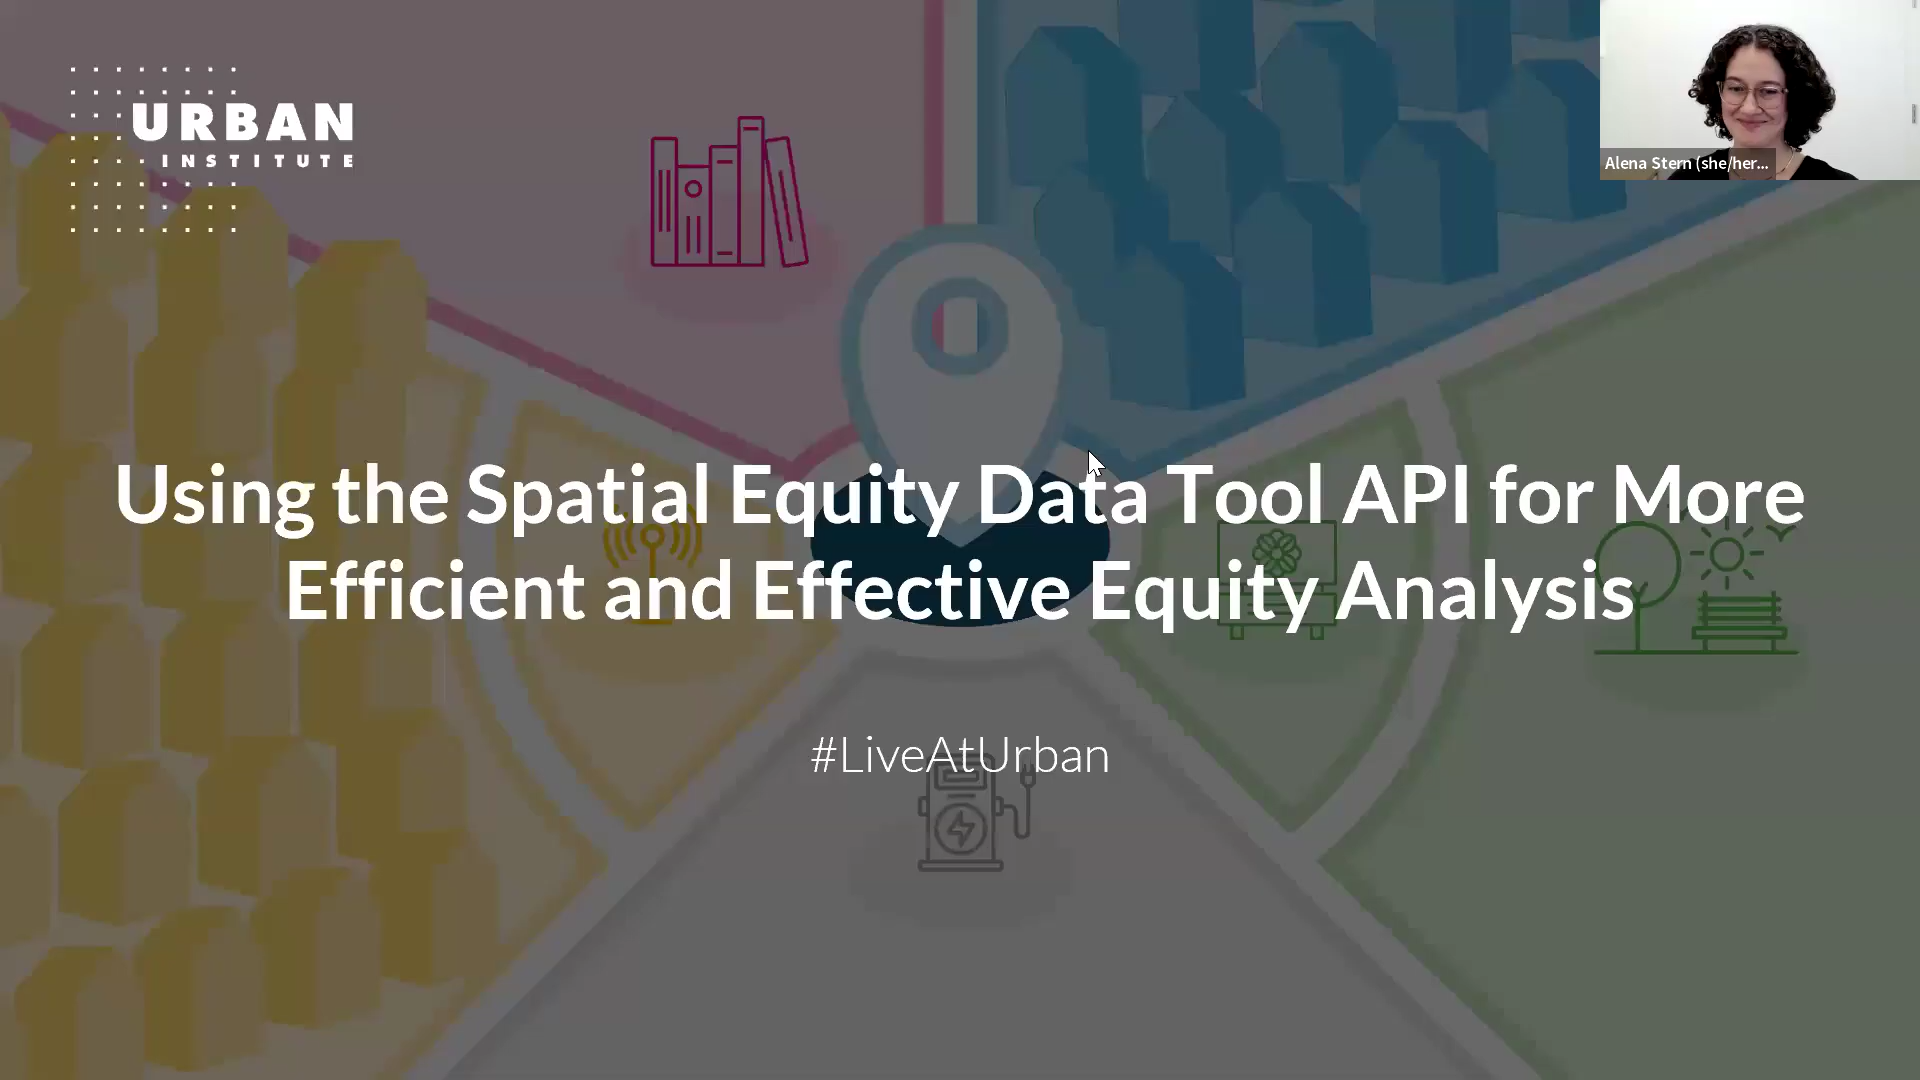 URBAN
INSTITUTE
Alena Stern (she/her...
Using the Spatial Equity Data Tool API for More
Efficient and Effective Equity Analysis
#LiveAtUrban